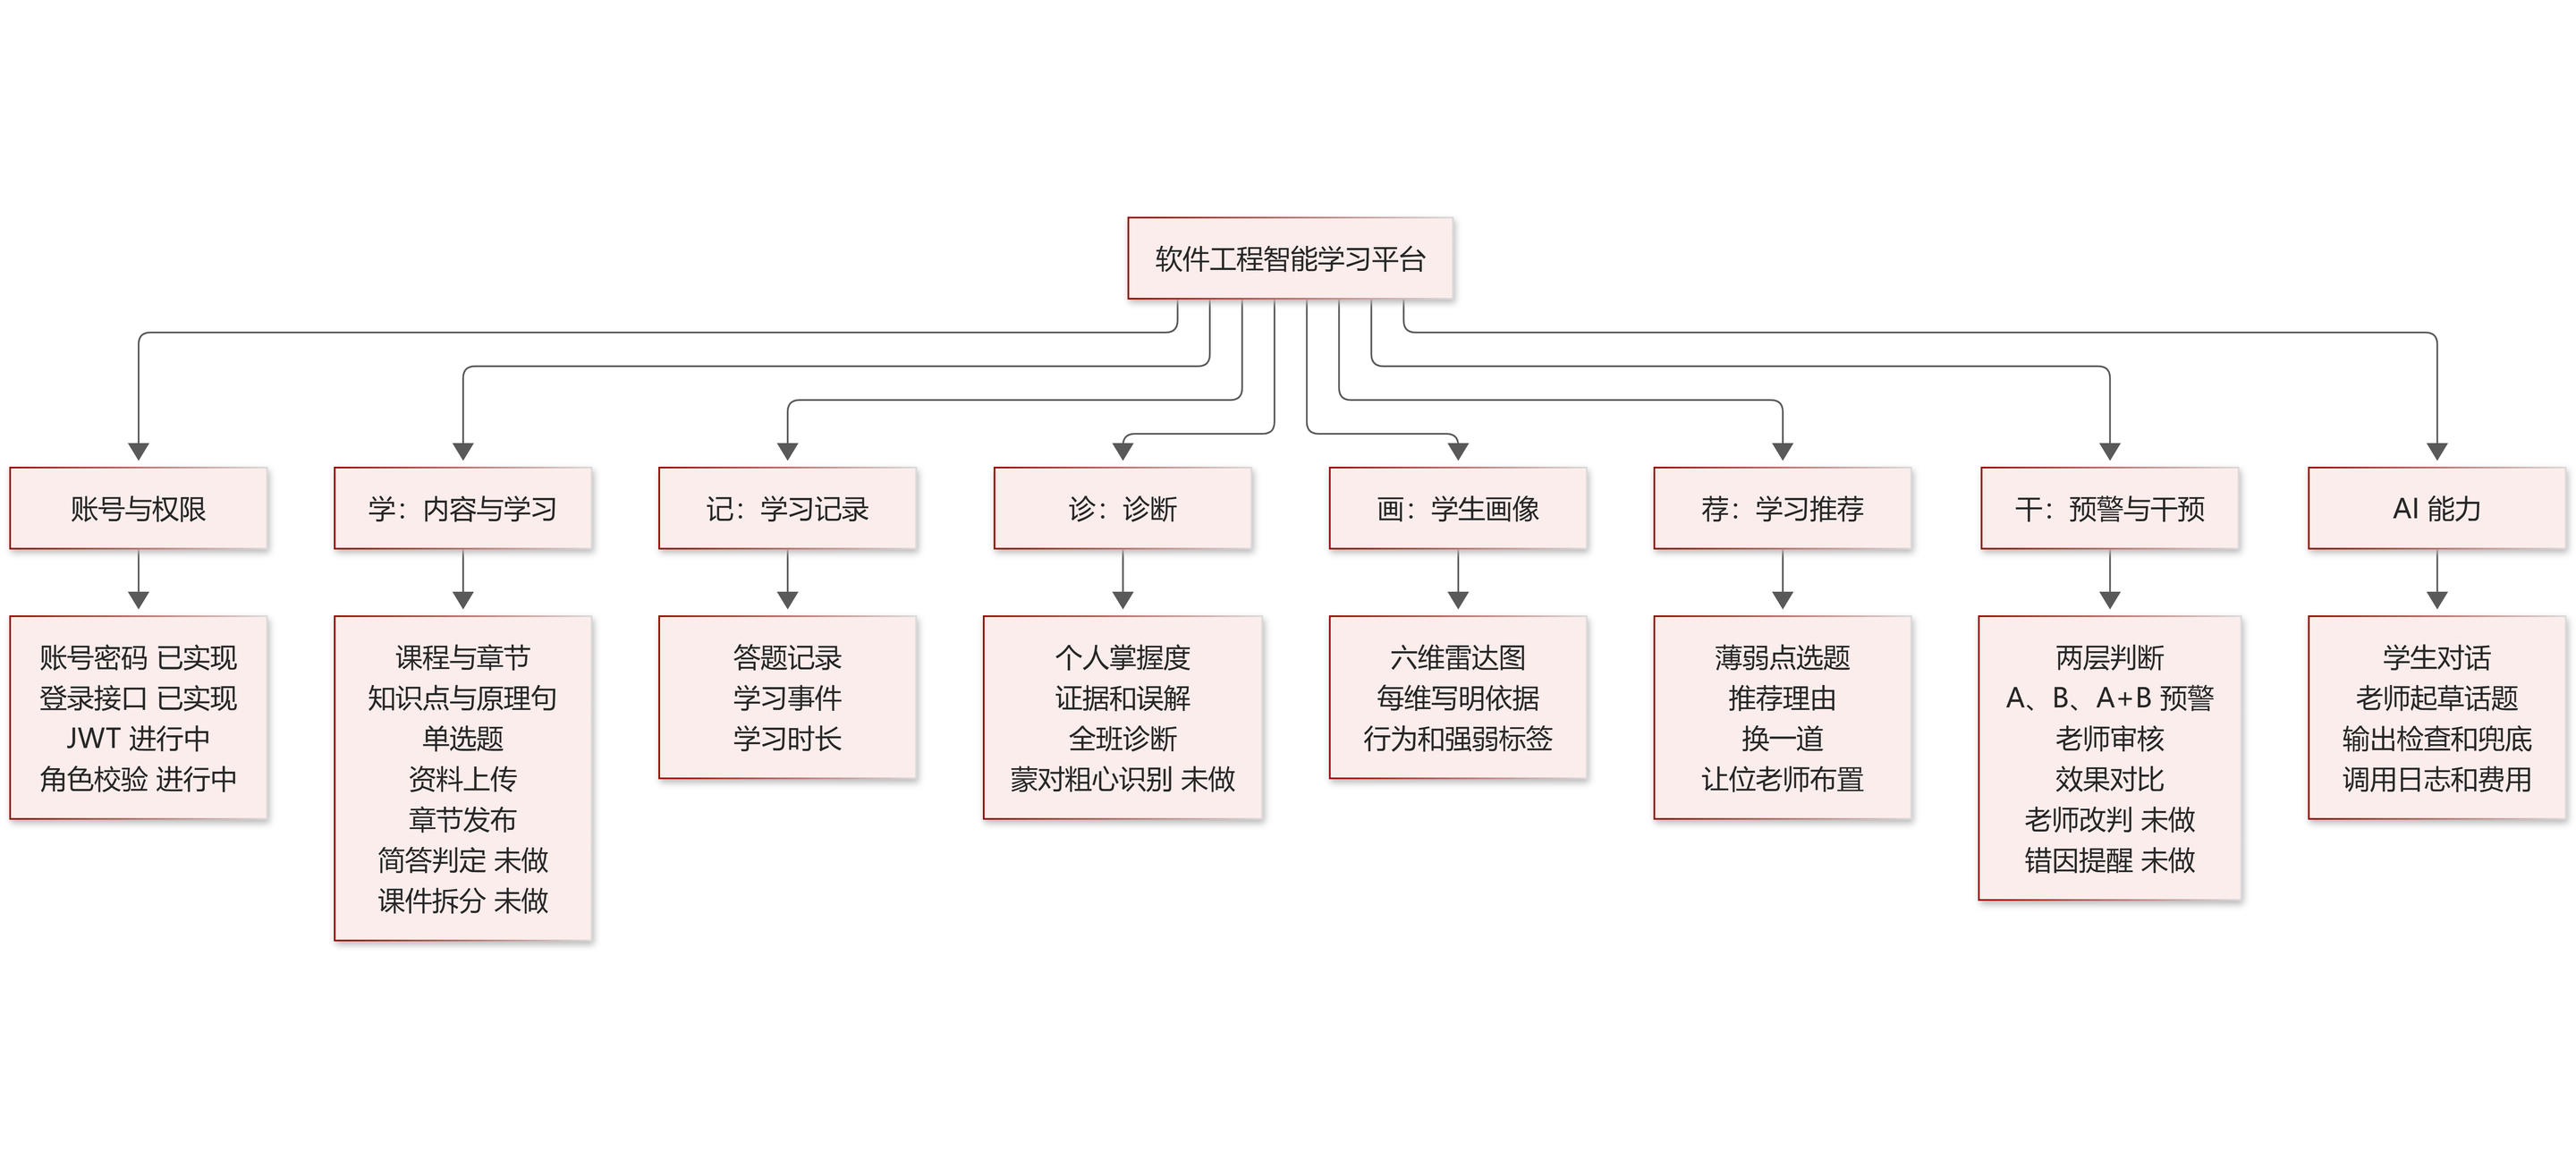 软件工程智能学习平台
账号与权限
学：内容与学习
记：学习记录
诊：诊断
画：学生画像
荐：学习推荐
干：预警与干预
AI 能力
账号密码 已实现
登录接口 已实现
JWT 进行中
角色校验 进行中
课程与章节
知识点与原理句
单选题
资料上传
章节发布
简答判定 未做
课件拆分 未做
答题记录
学习事件
学习时长
个人掌握度
证据和误解
全班诊断
蒙对粗心识别 未做
六维雷达图
每维写明依据
行为和强弱标签
薄弱点选题
推荐理由
换一道
让位老师布置
两层判断
A、B、A+B 预警
老师审核
效果对比
老师改判 未做
错因提醒 未做
学生对话
老师起草话题
输出检查和兜底
调用日志和费用